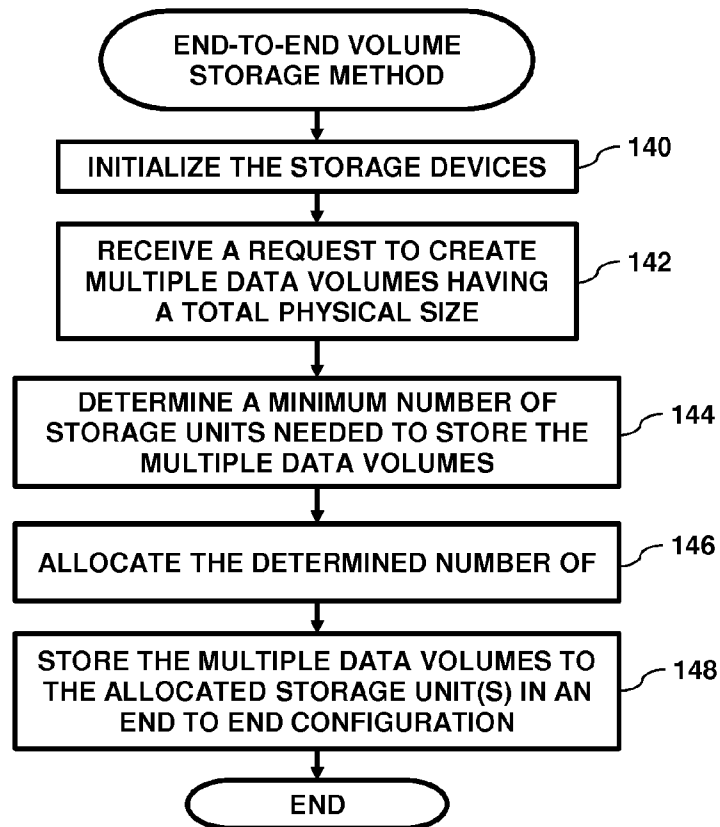 END-TO-END VOLUME
STORAGE METHOD
INITIALIZE THE STORAGE DEVICES
140
RECEIVE A REQUEST TO CREATE
MULTIPLE DATA VOLUMES HAVING
A TOTAL PHYSICAL SIZE
142
DETERMINE A MINIMUM NUMBER OF
STORAGE UNITS NEEDED TO STORE THE
MULTIPLE DATA VOLUMES
144
ALLOCATE THE DETERMINED NUMBER OF
146
STORE THE MULTIPLE DATA VOLUMES TO
THE ALLOCATED STORAGE UNIT(S) IN AN
END TO END CONFIGURATION
148
END